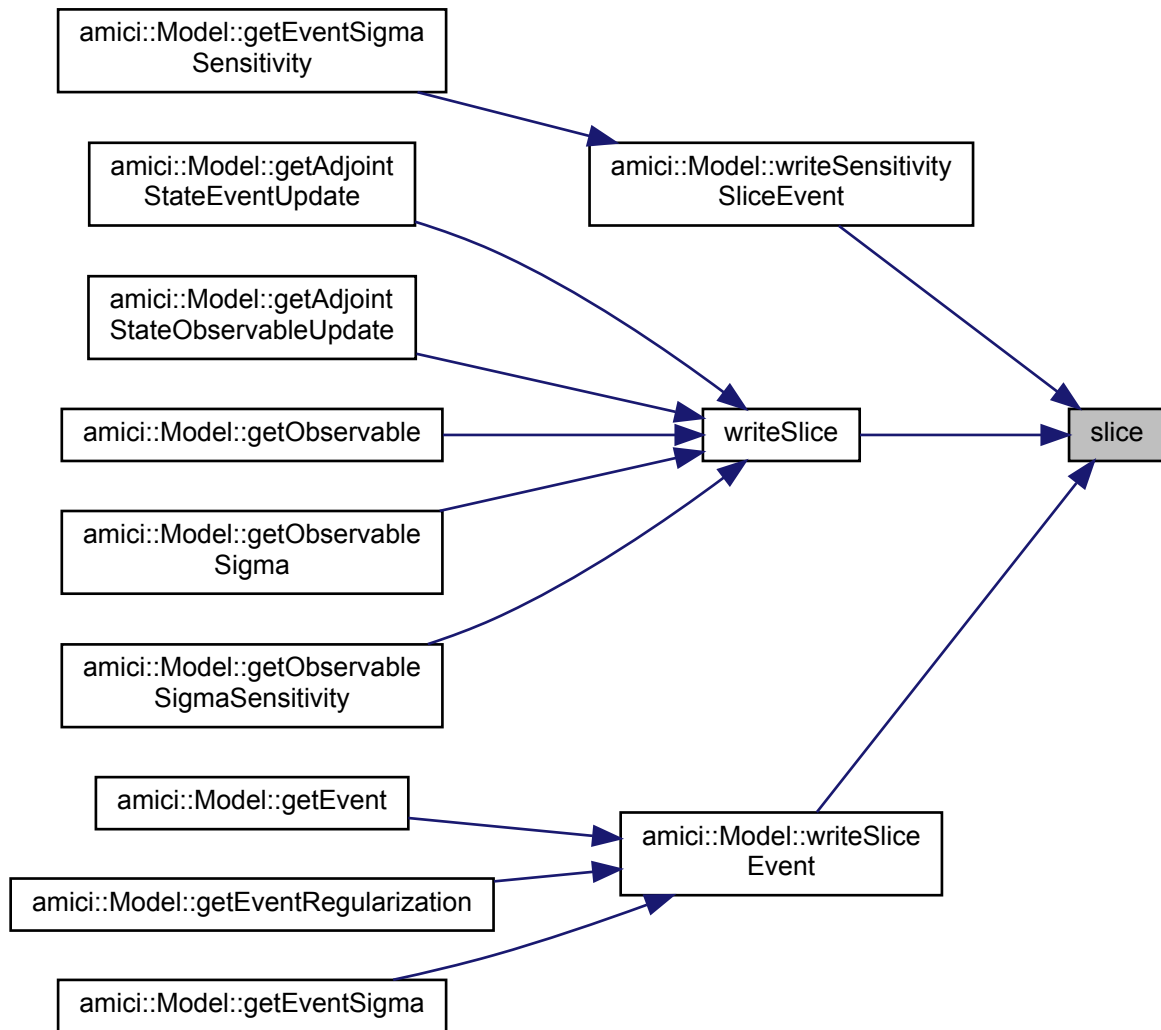 amici::Model::getEventSigma
Sensitivity
amici::Model::getAdjoint
StateEventUpdate
amici::Model::writeSensitivity
SliceEvent
amici::Model::getAdjoint
StateObservableUpdate
amici::Model::getObservable
writeSlice
slice
amici::Model::getObservable
Sigma
amici::Model::getObservable
SigmaSensitivity
amici::Model::getEvent
amici::Model::writeSlice
Event
amici::Model::getEventRegularization
amici::Model::getEventSigma